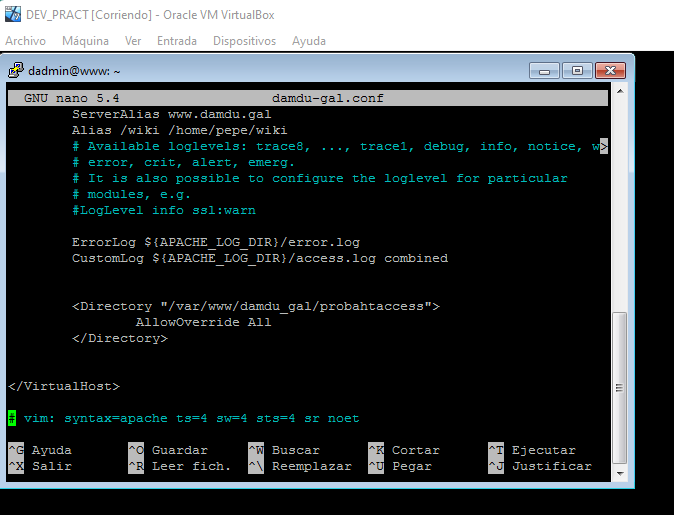 DEV_PRACT [Corriendo] - Oracle VM VirtualBox
Archivo Máquina Ver Entrada Dispositivos Ayuda
dadmin@www: ~
GNU nano 5.4 damdu-gal.conf
ServerAlias www.damdu.gal
Alias /wiki /home/pepe/wiki
# Available loglevels: trace8, ..., trace1, debug, info, notice, w>
# error, crit, alert, emerg.
# It is also possible to configure the loglevel for particular
# modules, e.g.
#LogLevel info ssl:warn
ErrorLog ${APACHE_LOG_DIR}/error.log
CustomLog ${APACHE_LOG_DIR}/access.log combined
<Directory "/var/www/damdu_gal/probahtaccess">
AllowOverride All
</Directory>
</VirtualHost>
# vim: syntax=apache ts=4 sw=4 sts=4 sr noet
^G Ayuda ^O Guardar ^W Buscar ^K Cortar ^T Ejecutar
^X Salir ^R Leer fich. ^\ Reemplazar ^U Pegar ^J Justificar